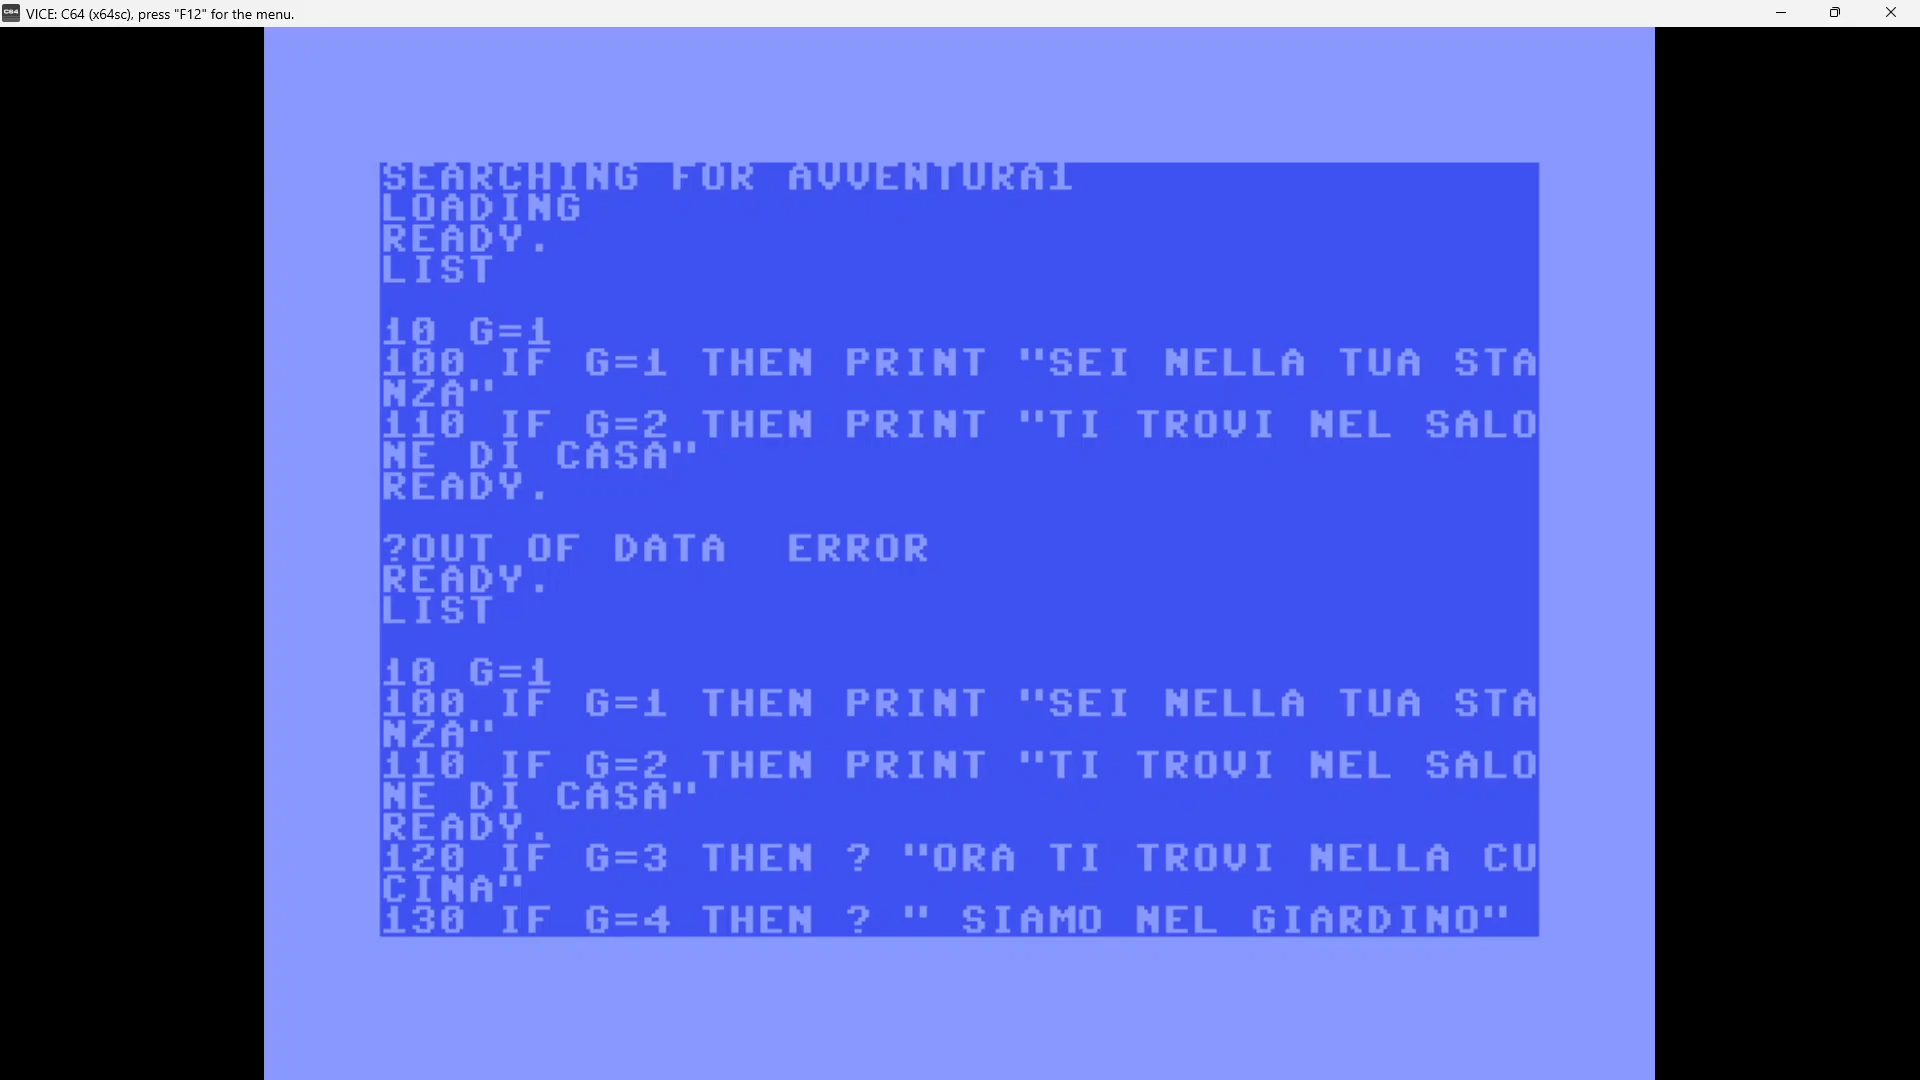 VICE: C64 (x64sc), press "F12" for the menu.
SEARCHING FOR AVVENTURA1
LOADING
READY.
LIST
10 G=1
100 IF G=1 THEN PRINT "SEI NELLA TUA STA
NZA"
110 IF G=2 THEN PRINT "TI TROVI NEL SALO
NE DI CASA"
READY.
?OUT OF DATA  ERROR
READY.
LIST
10 G=1
100 IF G=1 THEN PRINT "SEI NELLA TUA STA
NZA"
110 IF G=2 THEN PRINT "TI TROVI NEL SALO
NE DI CASA"
READY.
120 IF G=3 THEN ? "ORA TI TROVI NELLA CU
CINA"
130 IF G=4 THEN ? " SIAMO NEL GIARDINO"